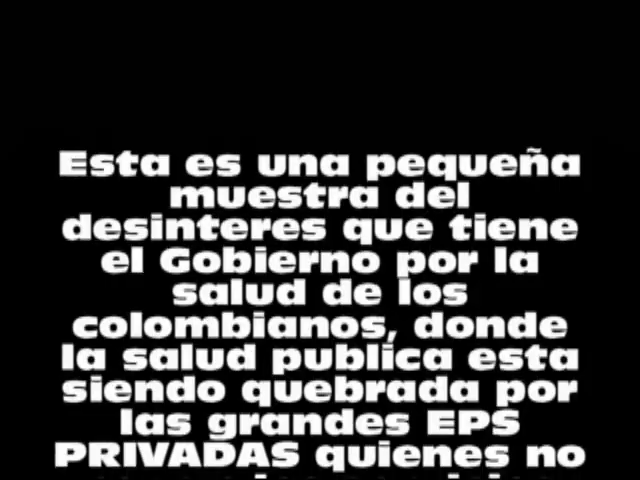 Esta es una pequeña
muestra del
desinteres que tiene
el Gobierno por la
salud de los
colombianos, donde
la salud publica esta
siendo quebrada por
las grandes EPS
PRIVADAS quienes no